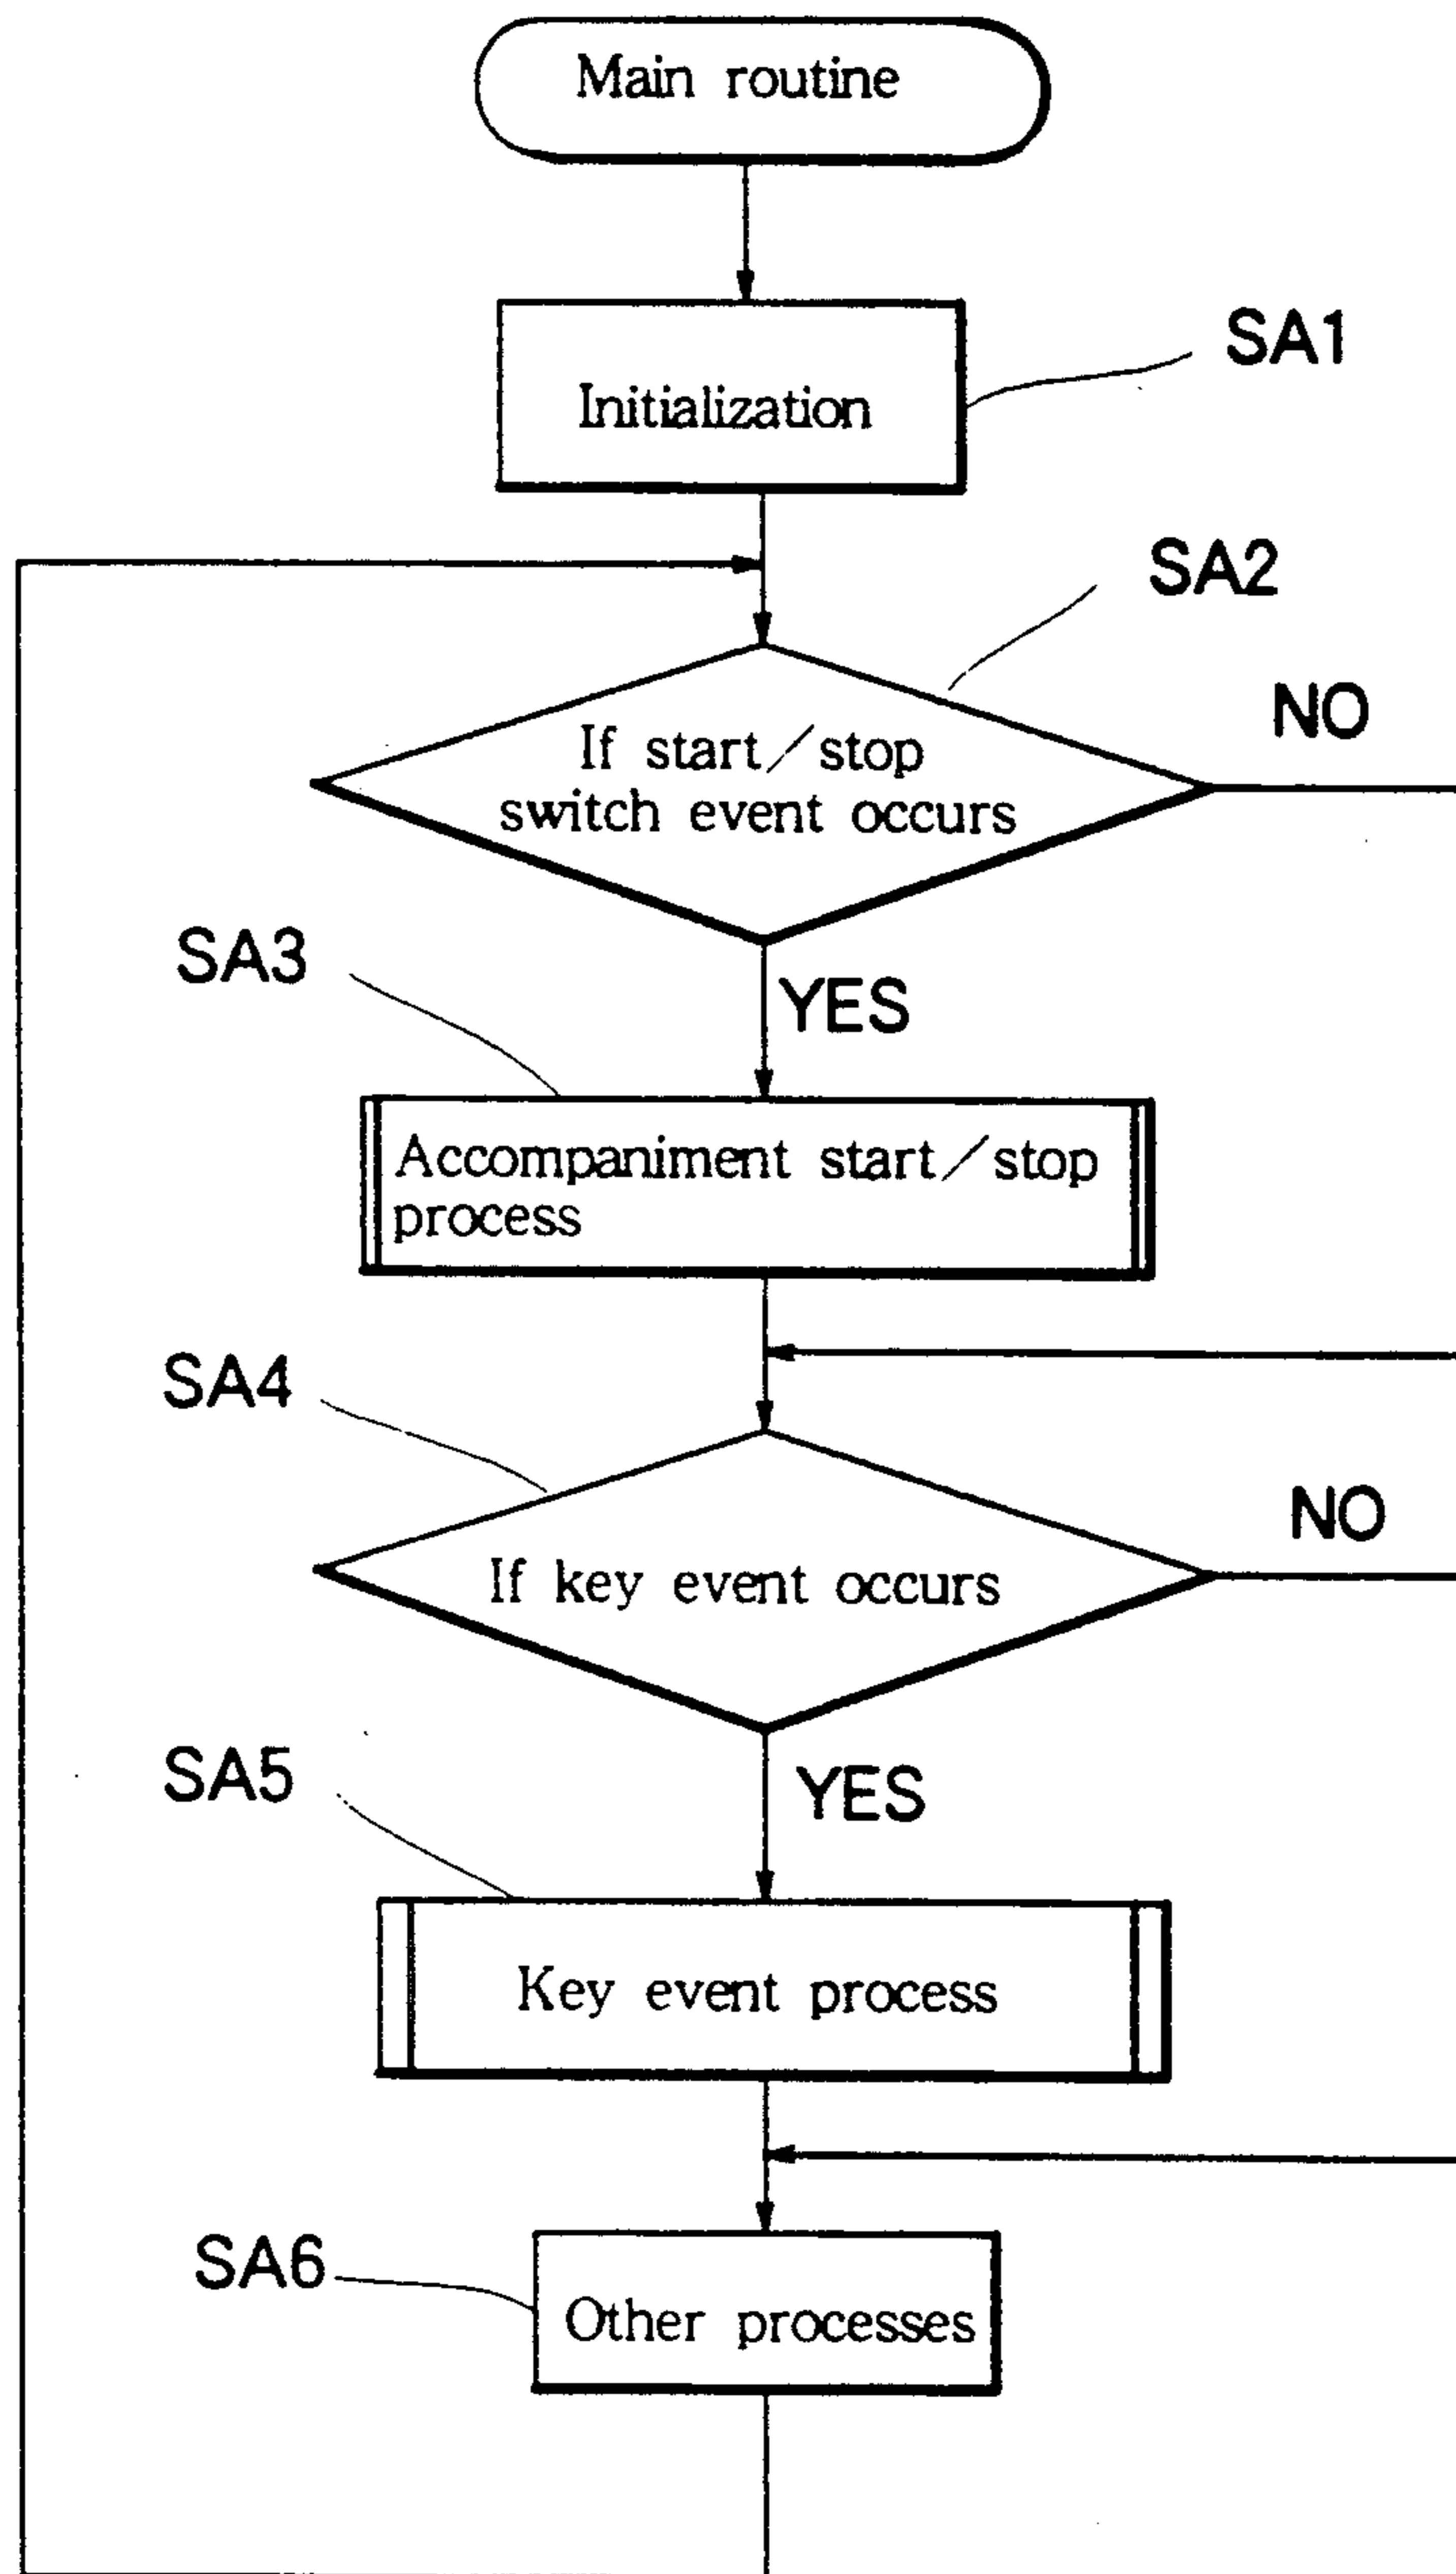 Main routine
Initialization
SA1
SA2
If start/stop
switch event occurs
NO
SA3
YES
Accompaniment start/stop
process
SA4
If key event occurs
NO
SA5
YES
Key event process
SA6
Other processes